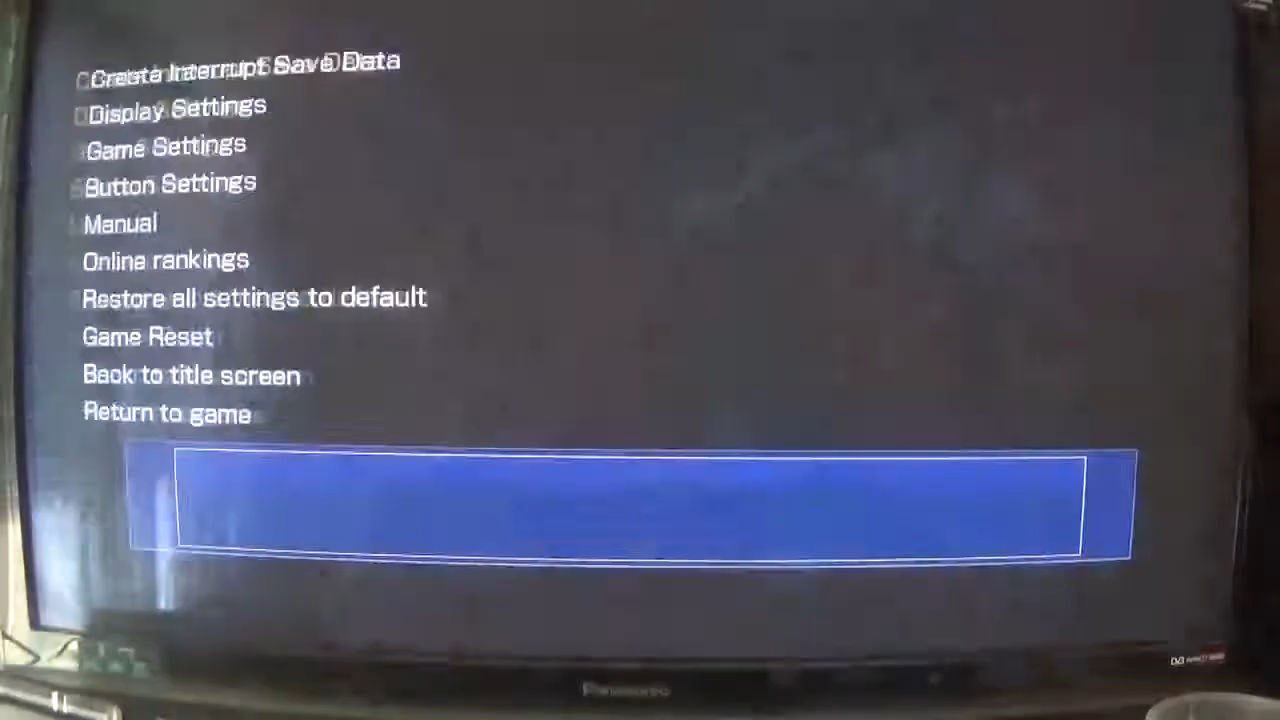 Create Interrupt Save Data
Display Settings
Game Settings
Button Settings
Manual
Online rankings
Restore all settings to default
Game Reset
Back to title screen
Return to game
Panasonic